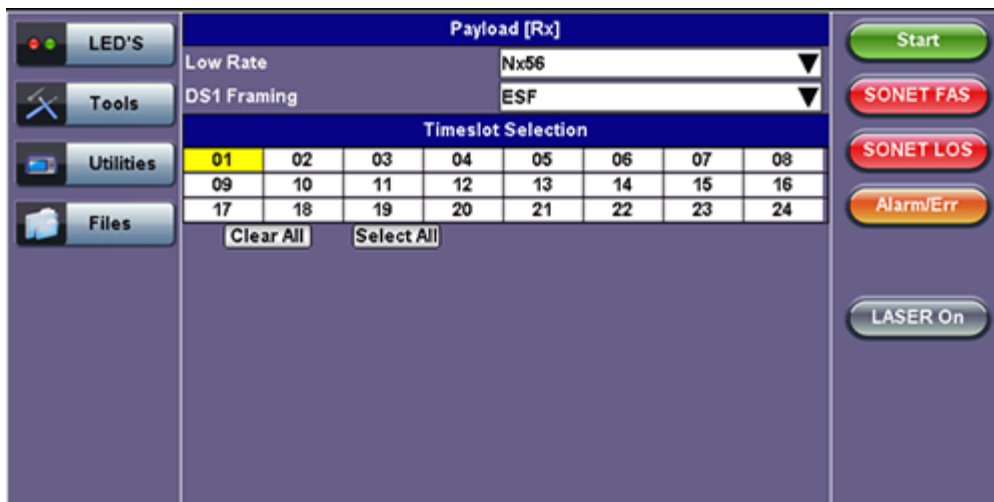 LED'S
Tools
Utilities
Files
Payload [Rx]
Low Rate Nx56
DS1 Framing ESF
Timeslot Selection
01 02 03 04 05 06 07 08
09 10 11 12 13 14 15 16
17 18 19 20 21 22 23 24
Clear All Select All
Start
SONET FAS
SONET LOS
Alarm/Err
LASER On